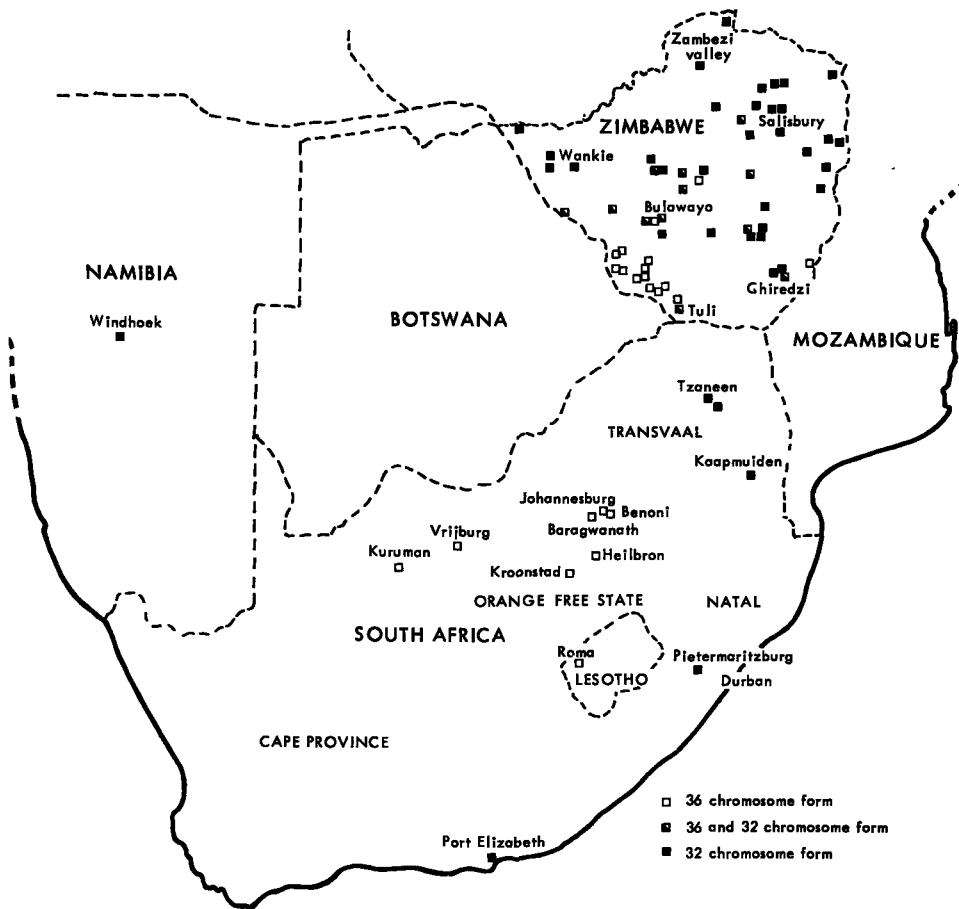 Zambezi
valley
ZIMBABWE
Salisbury
Wankie
Bulawayo
NAMIBIA
Ghiredzi
Windhoek
BOTSWANA
Tuli
MOZAMBIQUE
Tzaneen
TRANSVAAL
Kaapmuiden
Johannesburg
Benoni
Baragwanath
Vrijburg
Kuruman
Heilbron
Kroonstad
ORANGE FREE STATE
NATAL
SOUTH AFRICA
Roma
LESOTHO
Pietermaritzburg
Durban
CAPE PROVINCE
36 chromosome form
36 and 32 chromosome form
32 chromosome form
Port Elizabeth